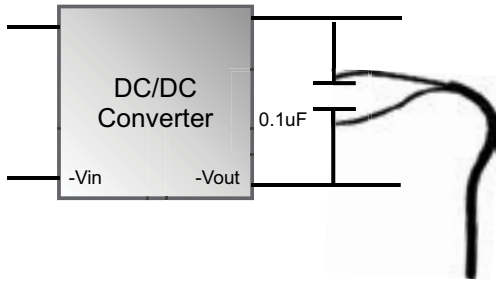 DC/DC
Converter
0.1uF
-Vin
-Vout